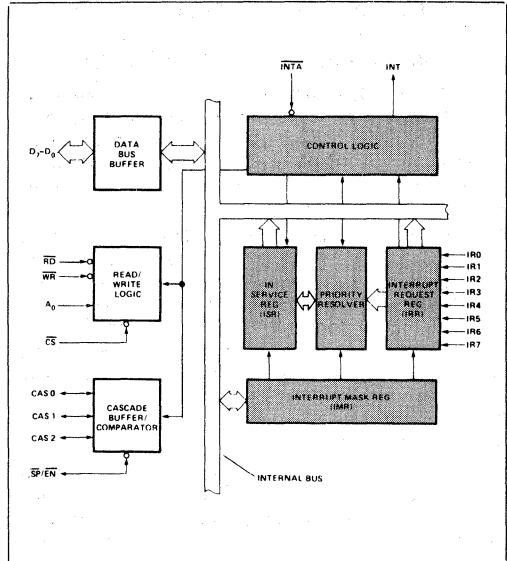 INTA
INT
D7-D0
DATA
BUS
BUFFER
CONTROL LOGIC
RD
WR
A0
CS
READ/
WRITE
LOGIC
IN
SERVICE
REG
(ISR)
PRIORITY
RESOLVER
INTERRUPT
REQUEST
REG
(IRR)
IR0
IR1
IR2
IR3
IR4
IR5
IR6
IR7
CAS 0
CAS 1
CAS 2
CASCADE
BUFFER/
COMPARATOR
INTERRUPT MASK REG
(IMR)
SP/EN
INTERNAL BUS